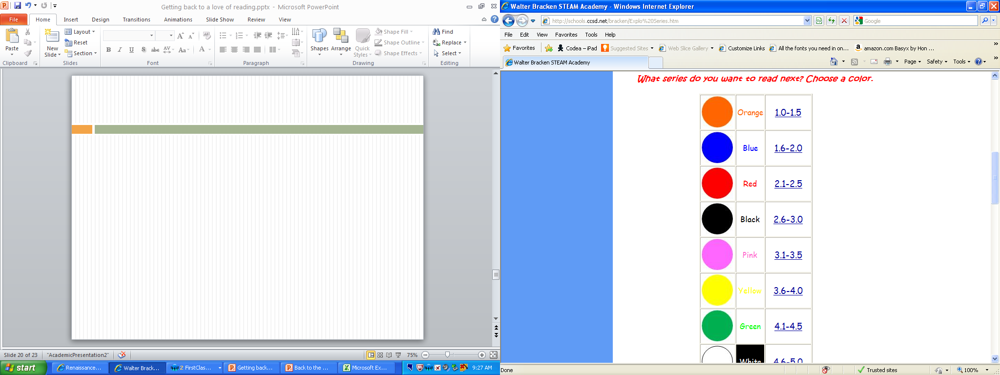 Getting back to a love of reading.pptx - Microsoft PowerPoint
File Home Insert Design Transitions Animations Slide Show Review View
Paste
New Slide
Layout
Reset
Section
B I U S abc AV Aa A
Shapes Arrange Quick Styles
Shape Fill
Shape Outline
Shape Effects
Find
Replace
Select
Clipboard Slides Font Paragraph Drawing Editing
Slide 20 of 23 "AcademicPresentation2" 75%
start Renaissance... Walter Brack... 2 FirstClas... Getting back... Back to the ... Microsoft Ex... 9:27 AM
Walter Bracken STEAM Academy - Windows Internet Explorer
http://schools.ccsd.net/bracken/Explo%20Series.htm Google
File Edit View Favorites Tools Help
Favorites Codea – iPad Suggested Sites Web Slice Gallery Customize Links All the fonts you need in on... amazon.com Basyx by Hon ...
Walter Bracken STEAM Academy Page Safety Tools
What series do you want to read next? Choose a color.
Orange 1.0-1.5
Blue 1.6-2.0
Red 2.1-2.5
Black 2.6-3.0
Pink 3.1-3.5
Yellow 3.6-4.0
Green 4.1-4.5
White 4.6-5.0
Done Trusted sites 100%